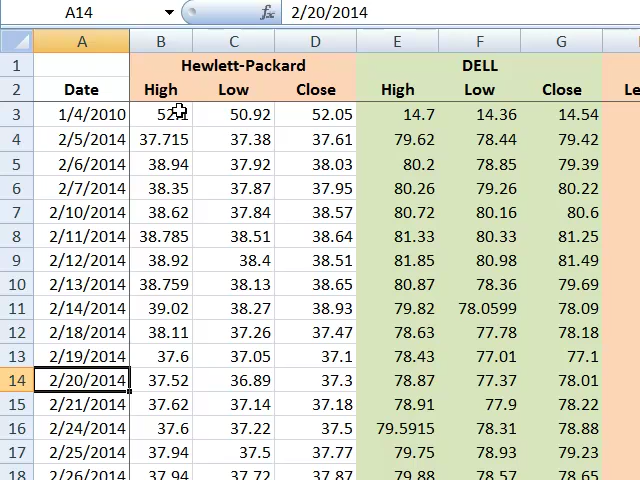 A14 fx 2/20/2014
A B C D E F G
1 Hewlett-Packard DELL
2 Date High Low Close High Low Close
3 1/4/2010 50.92 52.05 14.7 14.36 14.54
4 2/5/2014 37.715 37.38 37.61 79.62 78.44 79.42
5 2/6/2014 38.94 37.92 38.03 80.2 78.85 79.39
6 2/7/2014 38.35 37.87 37.95 80.26 79.26 80.22
7 2/10/2014 38.62 37.84 38.57 80.72 80.16 80.6
8 2/11/2014 38.785 38.51 38.64 81.33 80.33 81.25
9 2/12/2014 38.92 38.4 38.51 81.85 80.98 81.49
10 2/13/2014 38.759 38.13 38.65 80.87 78.36 79.69
11 2/14/2014 39.02 38.27 38.93 79.82 78.0599 78.09
12 2/18/2014 38.11 37.26 37.47 78.63 77.78 78.18
13 2/19/2014 37.6 37.05 37.1 78.43 77.01 77.1
14 2/20/2014 37.52 36.89 37.3 78.87 77.37 78.01
15 2/21/2014 37.62 37.14 37.18 78.91 77.9 78.22
16 2/24/2014 37.6 37.22 37.5 79.5915 78.31 78.88
17 2/25/2014 37.94 37.5 37.77 79.75 78.93 79.23
18 2/26/2014 37.94 37.72 37.87 79.88 78.57 78.65